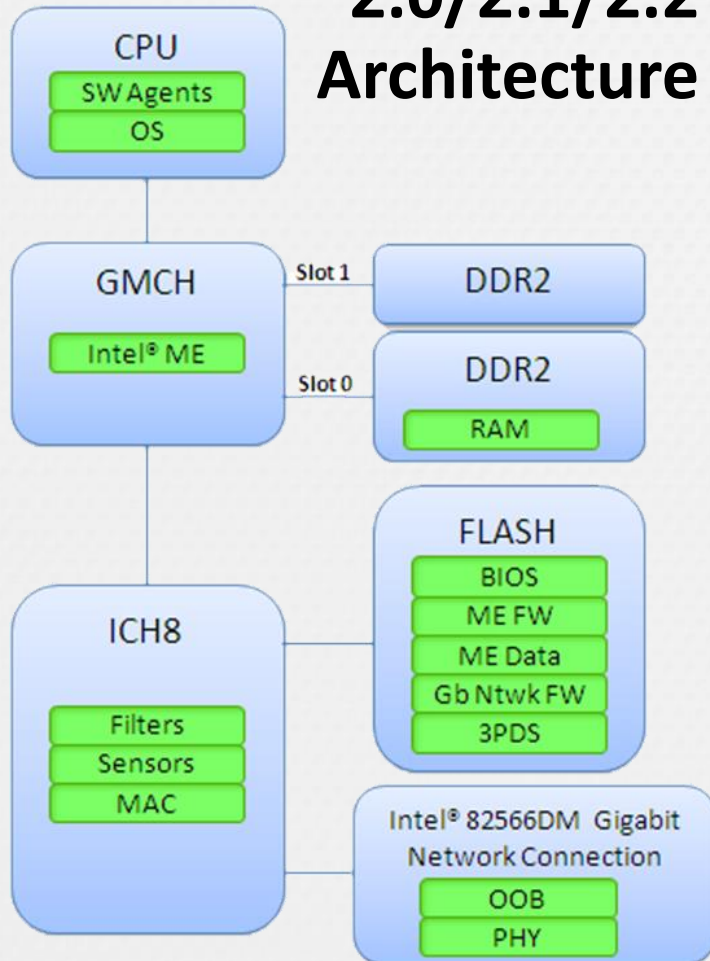 2.0/2.1/2.2
Architecture
CPU
SW Agents
OS
GMCH
Intel® ME
Slot 1
DDR2
Slot 0
DDR2
RAM
FLASH
BIOS
ME FW
ME Data
Gb Ntwk FW
3PDS
ICH8
Filters
Sensors
MAC
Intel® 82566DM Gigabit
Network Connection
OOB
PHY